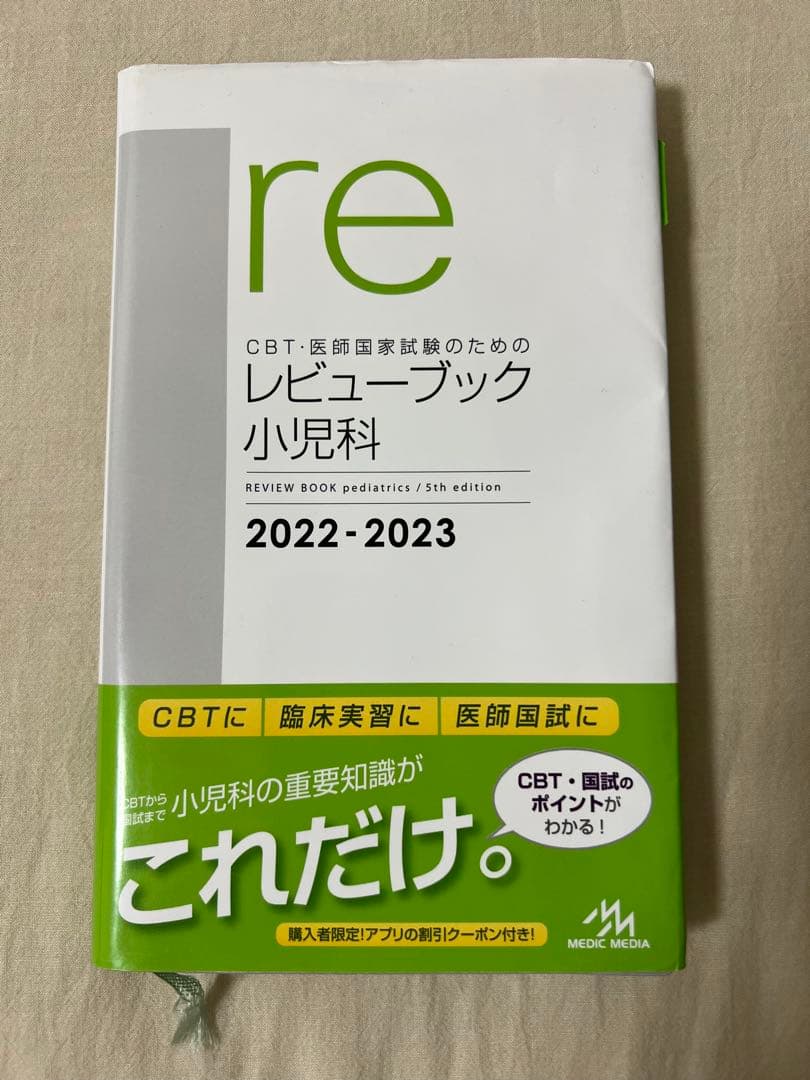 re
CBT・医師国家試験のための
レビューブック
小児科
REVIEW BOOK pediatrics / 5th edition
2022-2023
CBTに
臨床実習に
医師国試に
CBTから
国試まで
小児科の重要知識が
これだけ。
CBT・国試の
ポイントが
わかる！
購入者限定!アプリの割引クーポン付き!
MEDIC MEDIA